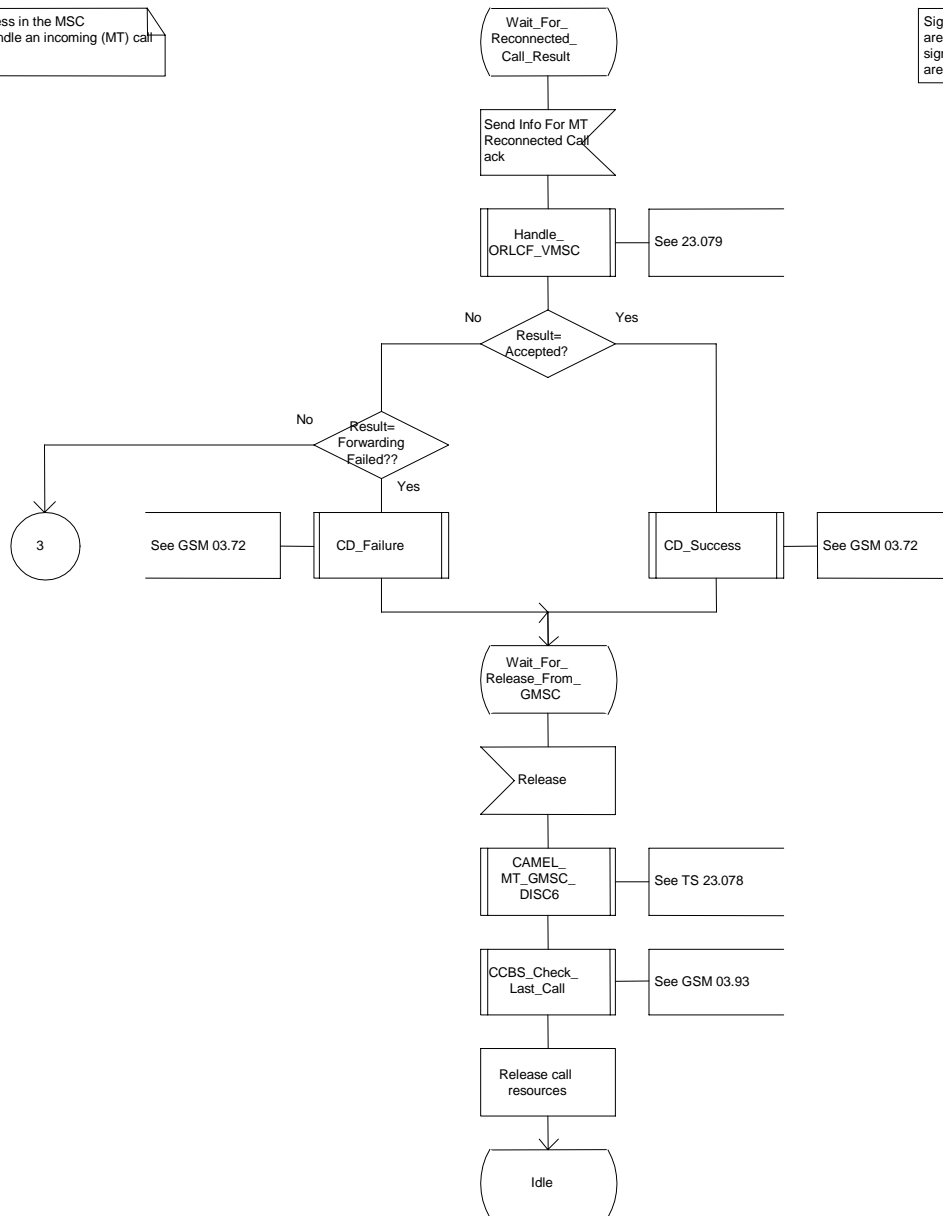 ess in the MSC
ndle an incoming (MT) call
Wait_For_
Reconnected_
Call_Result
Sig
are
sign
are
Send Info For MT
Reconnected Call
ack
Handle_
ORLCF_VMSC
See 23.079
No
Yes
Result=
Accepted?
No
Result=
Forwarding
Failed??
Yes
3
See GSM 03.72
CD_Failure
CD_Success
See GSM 03.72
Wait_For_
Release_From_
GMSC
Release
CAMEL_
MT_GMSC_
DISC6
See TS 23.078
CCBS_Check_
Last_Call
See GSM 03.93
Release call
resources
Idle